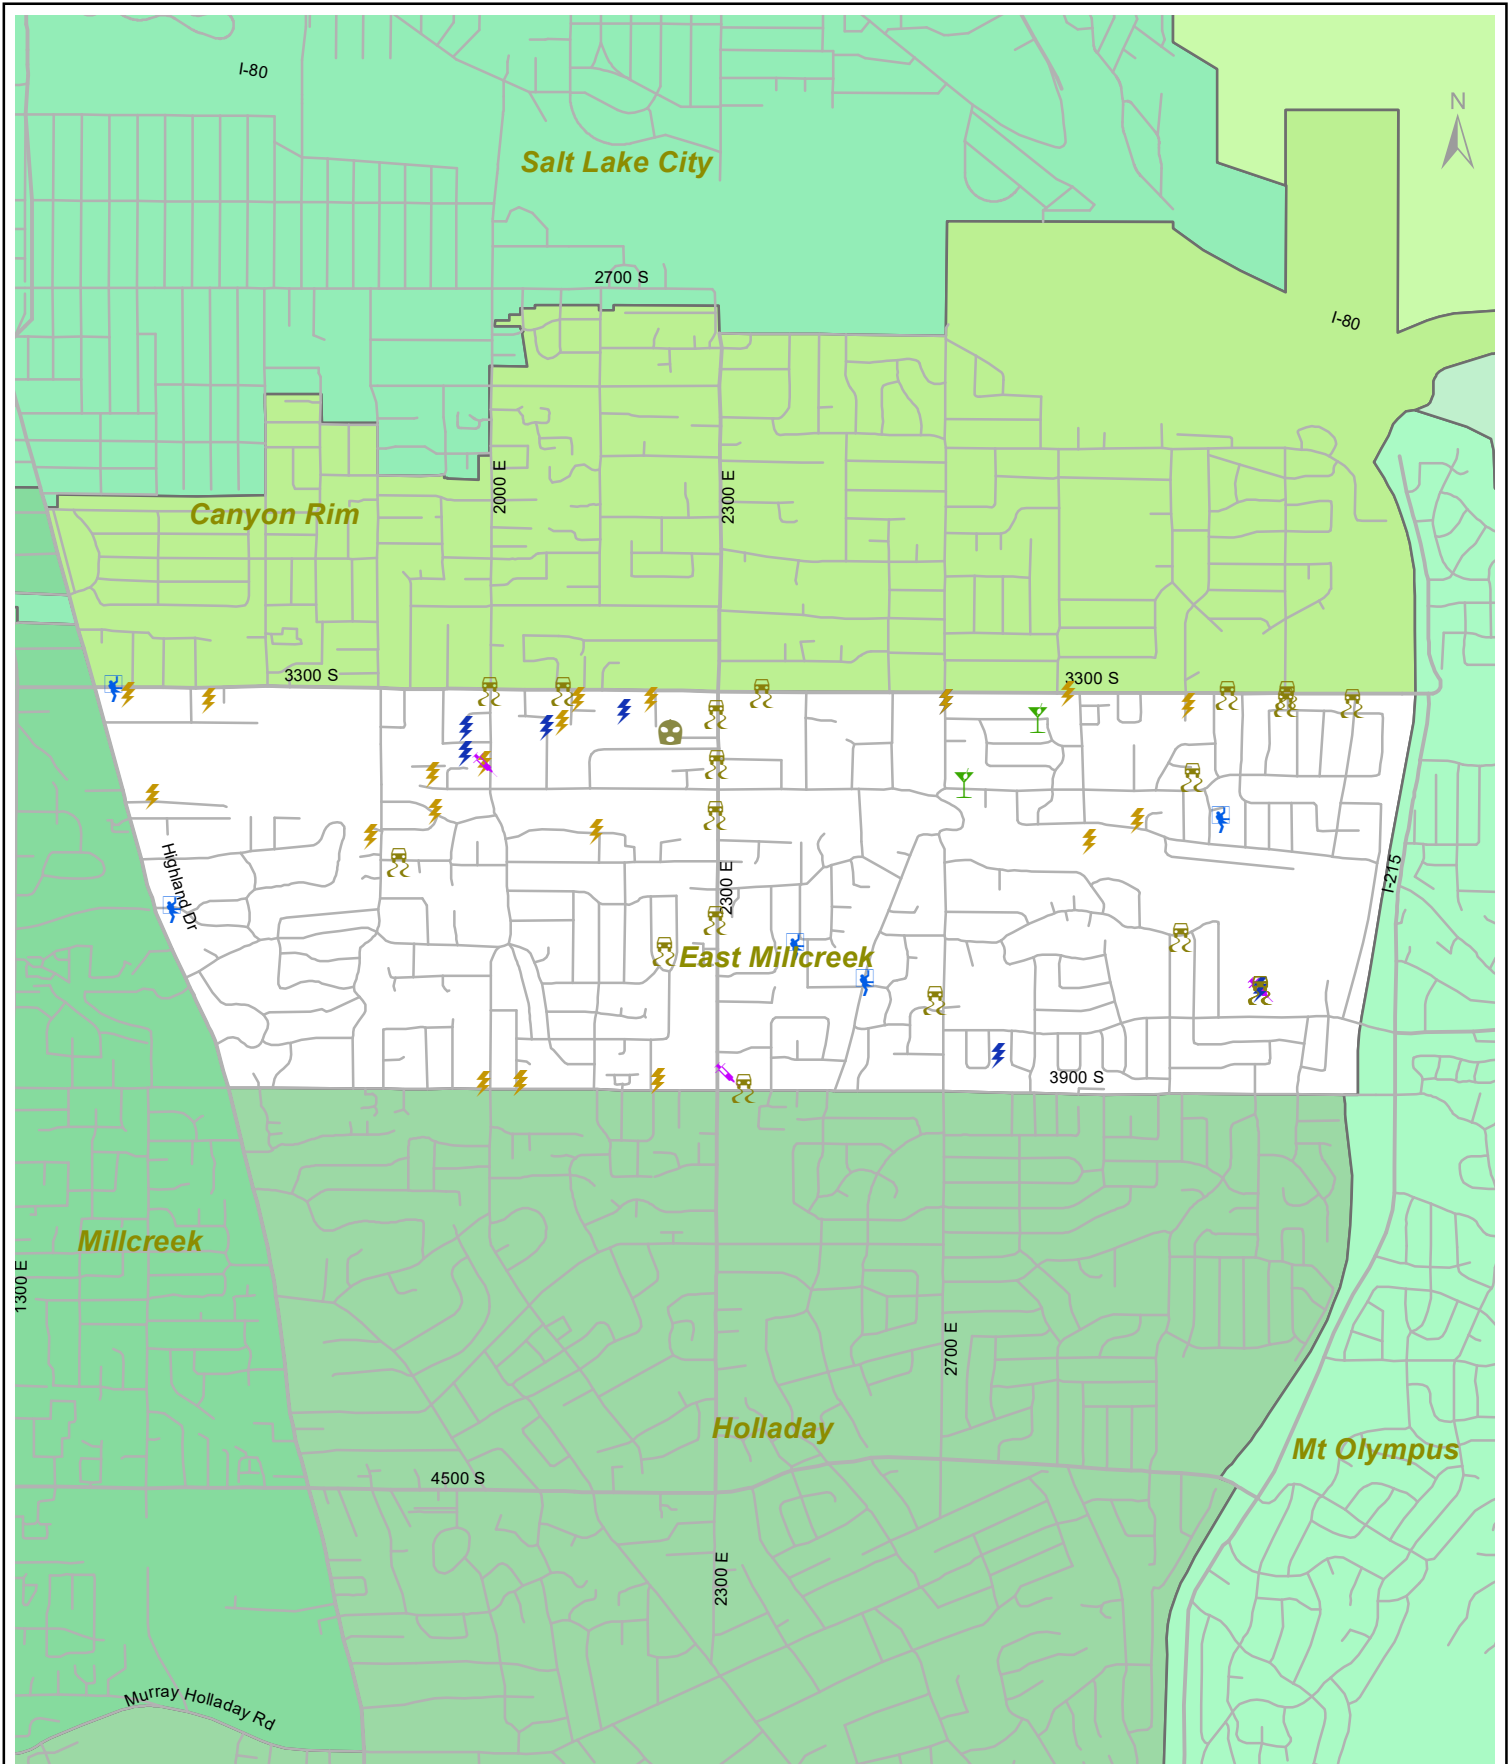 I-80
N
Salt Lake City
2700 S
I-80
2000 E
2300 E
Canyon Rim
3300 S
3300 S
Highland Dr
2300 E
I-215
East Millcreek
3900 S
Millcreek
1300 E
2700 E
Holladay
Mt Olympus
4500 S
2300 E
Murray Holladay Rd